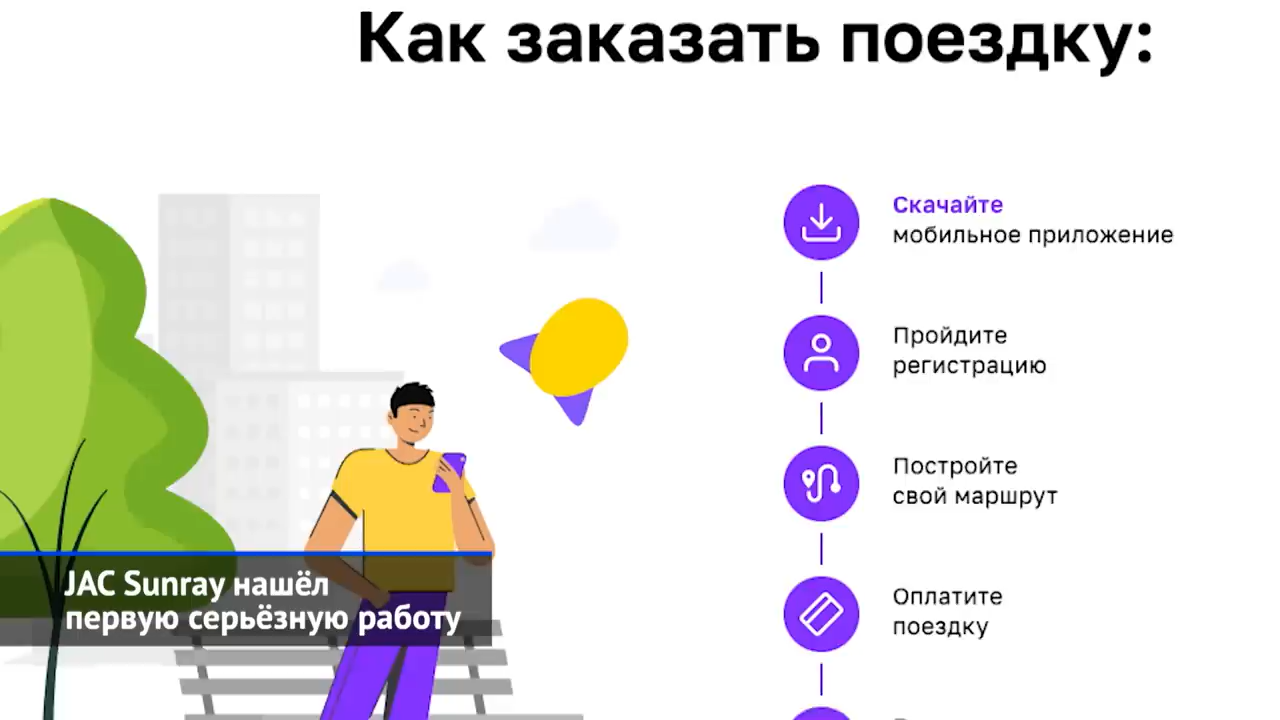 Как заказать поездку:
Скачайте
мобильное приложение
Пройдите
регистрацию
Постройте
свой маршрут
Оплатите
поездку
JAC Sunray нашёл
первую серьёзную работу